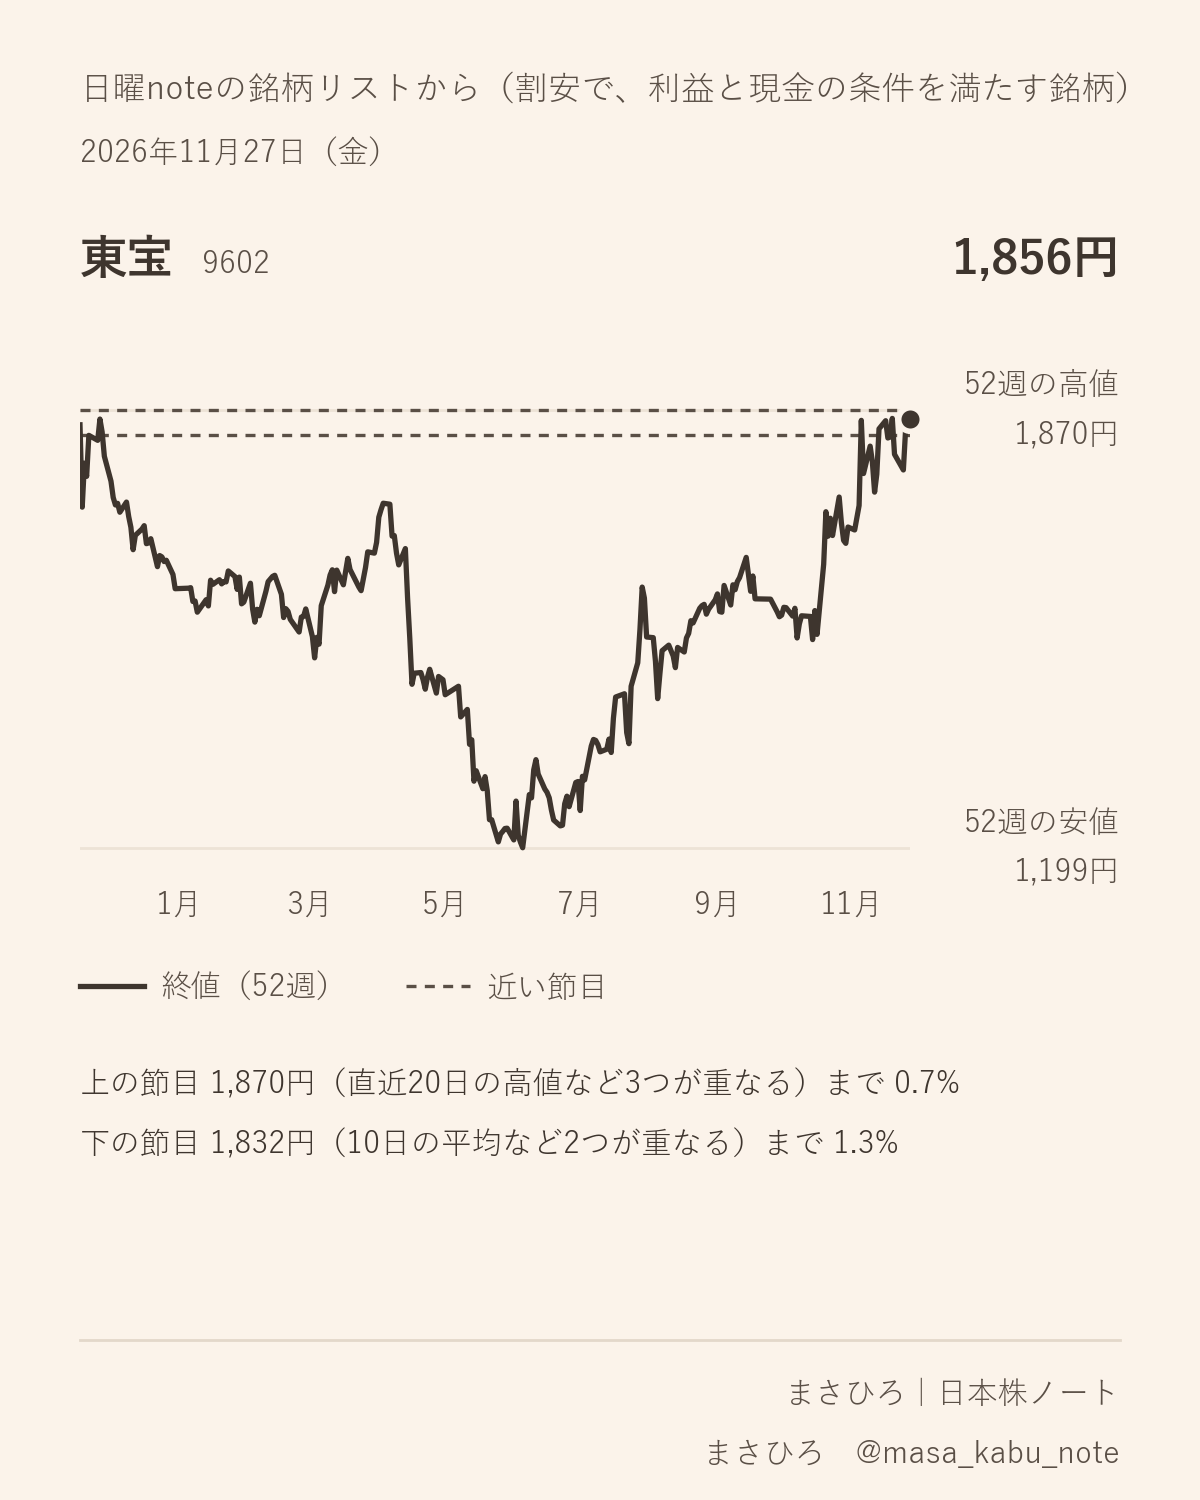 日曜noteの銘柄リストから（割安で、利益と現金の条件を満たす銘柄）
2026年11月27日（金）
東宝 9602 1,856円
52週の高値
1,870円
52週の安値
1,199円
1月 3月 5月 7月 9月 11月
終値（52週） 近い節目
上の節目 1,870円（直近20日の高値など3つが重なる）まで 0.7%
下の節目 1,832円（10日の平均など2つが重なる）まで 1.3%
まさひろ｜日本株ノート
まさひろ　@masa_kabu_note